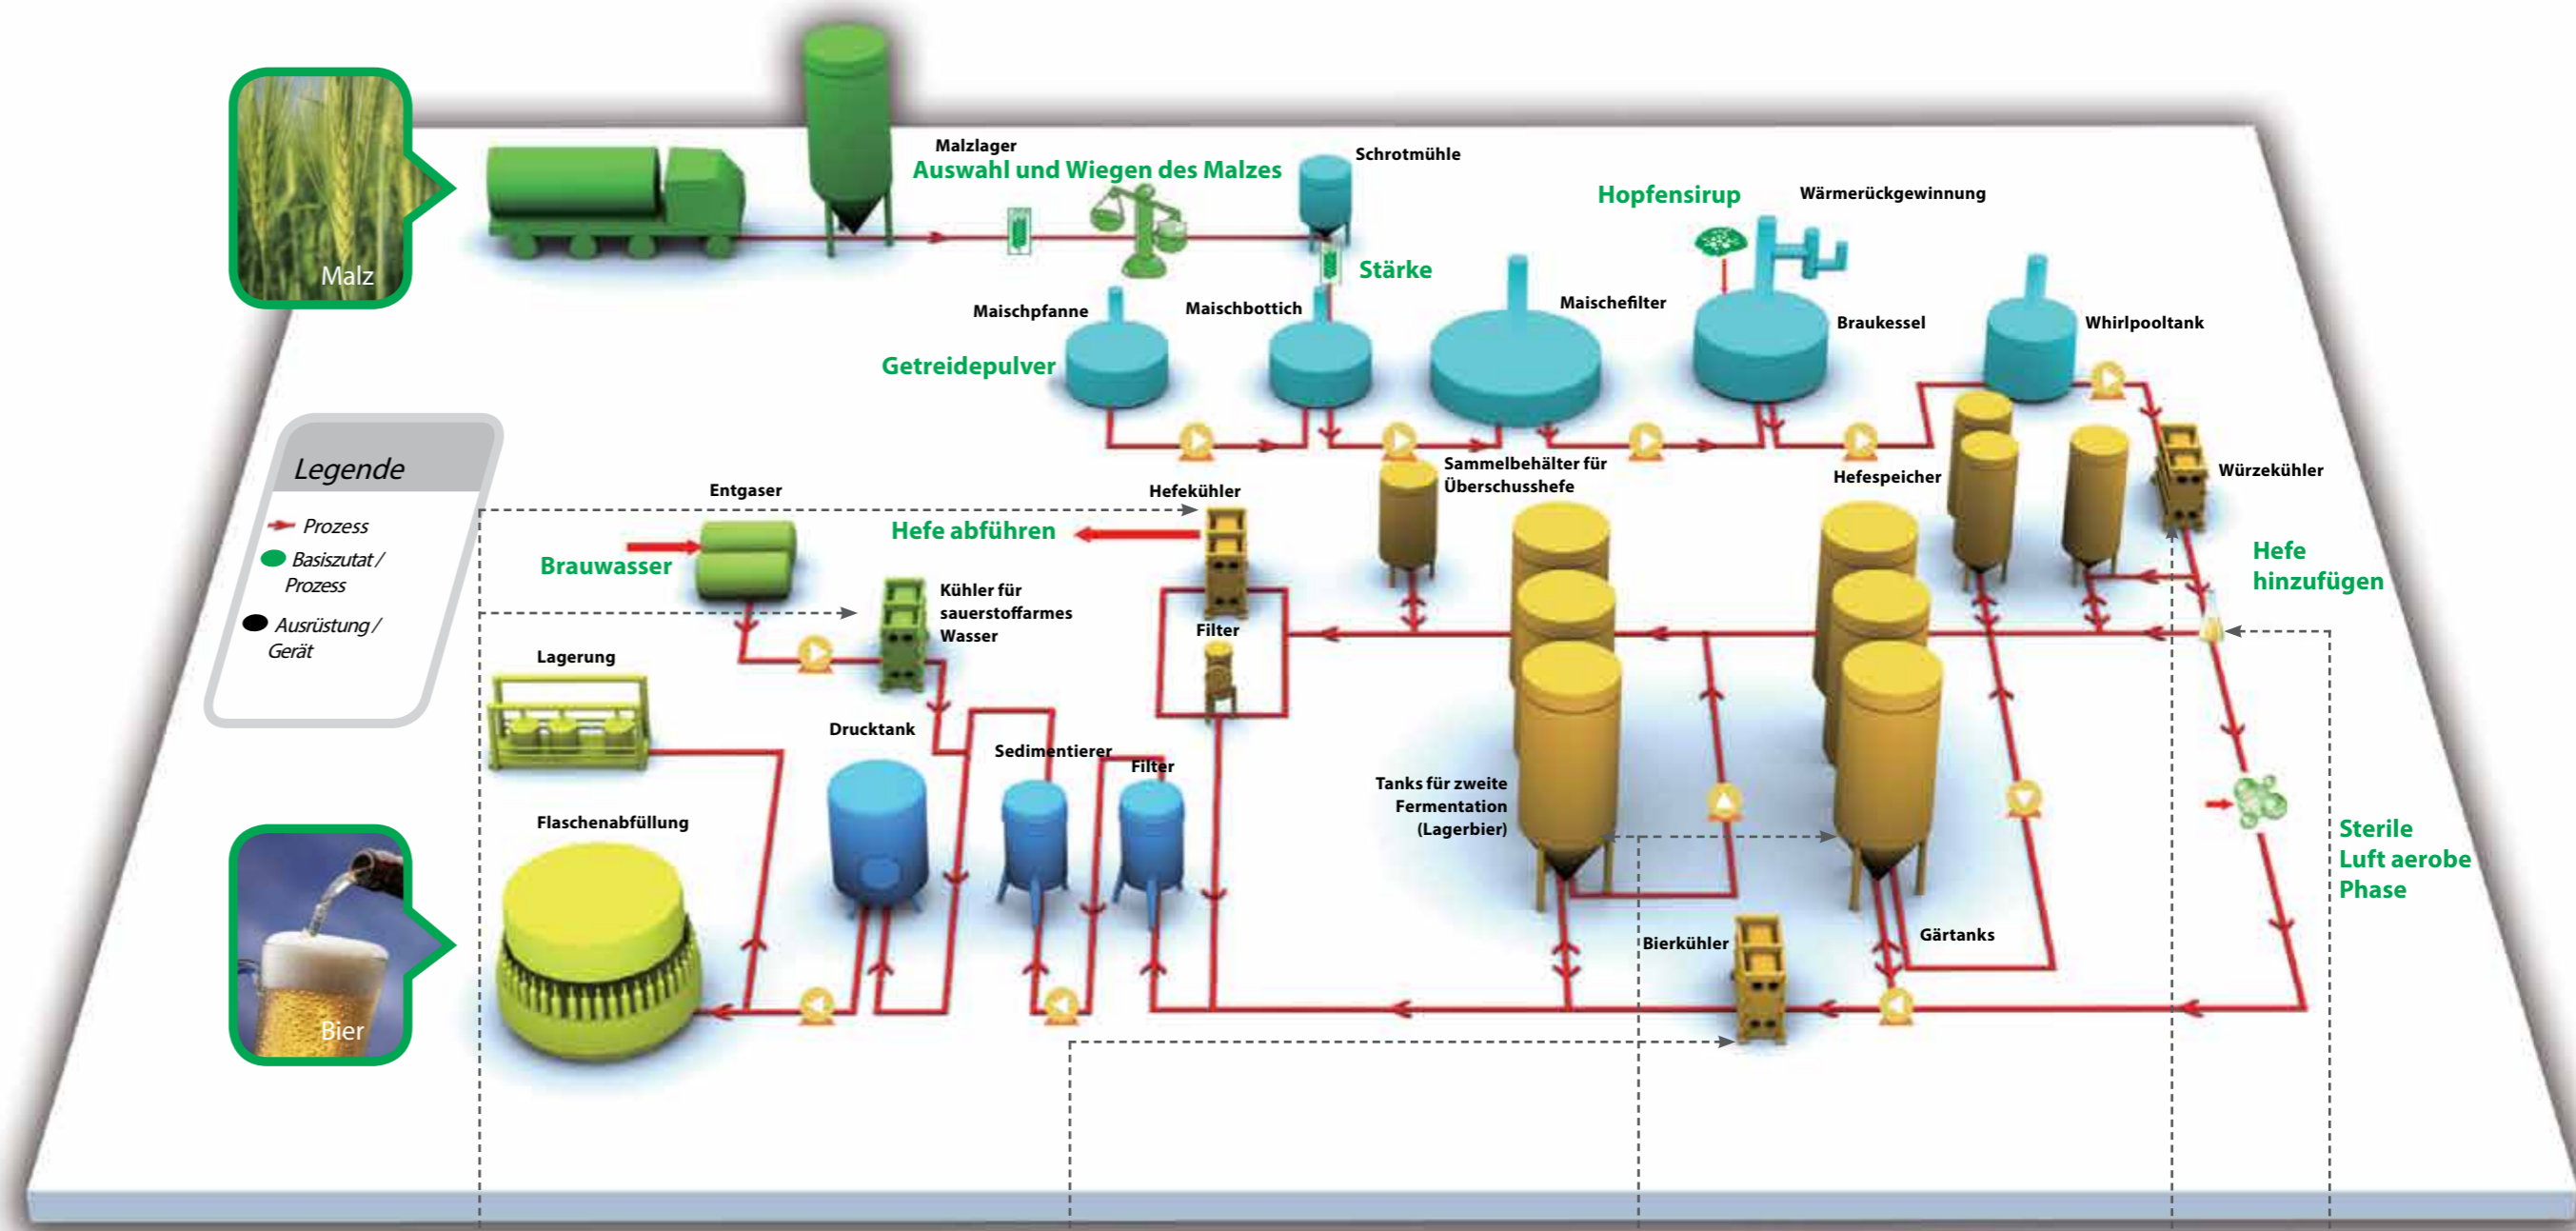 Malz
Malzlager
Auswahl und Wiegen des Malzes
Schrotmühle
Stärke
Hopfensirup
Wärmerückgewinnung
Maischpfanne
Maischbottich
Maischefilter
Braukessel
Whirlpooltank
Getreidepulver
Legende
Prozess
Basiszutat /
Prozess
Ausrüstung /
Gerät
Entgaser
Brauwasser
Hefe abführen
Hefekühler
Sammelbehälter für
Überschusshefe
Hefespeicher
Würzekühler
Hefe
hinzufügen
Kühler für
sauerstoffarmes
Wasser
Filter
Lagerung
Drucktank
Sedimentierer
Filter
Tanks für zweite
Fermentation
(Lagerbier)
Flaschenabfüllung
Sterile
Luft aerobe
Phase
Bierkühler
Gärtanks
Bier